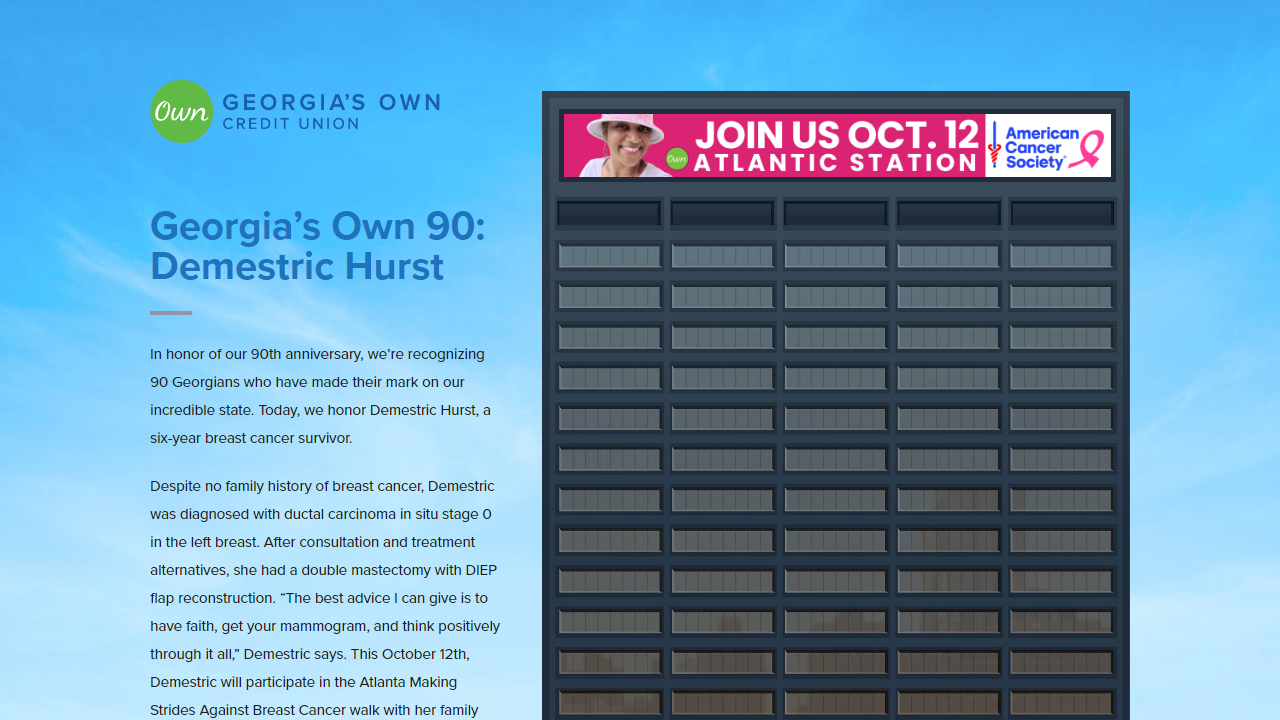 Own
GEORGIA'S OWN
CREDIT UNION
Georgia's Own 90:
Demestric Hurst
In honor of our 90th anniversary, we're recognizing
90 Georgians who have made their mark on our
incredible state. Today, we honor Demestric Hurst, a
six-year breast cancer survivor.
Despite no family history of breast cancer, Demestric
was diagnosed with ductal carcinoma in situ stage 0
in the left breast. After consultation and treatment
alternatives, she had a double mastectomy with DIEP
flap reconstruction. “The best advice I can give is to
have faith, get your mammogram, and think positively
through it all,” Demestric says. This October 12th,
Demestric will participate in the Atlanta Making
Strides Against Breast Cancer walk with her family
JOIN US OCT. 12
Own
ATLANTIC STATION
American
Cancer
Society®